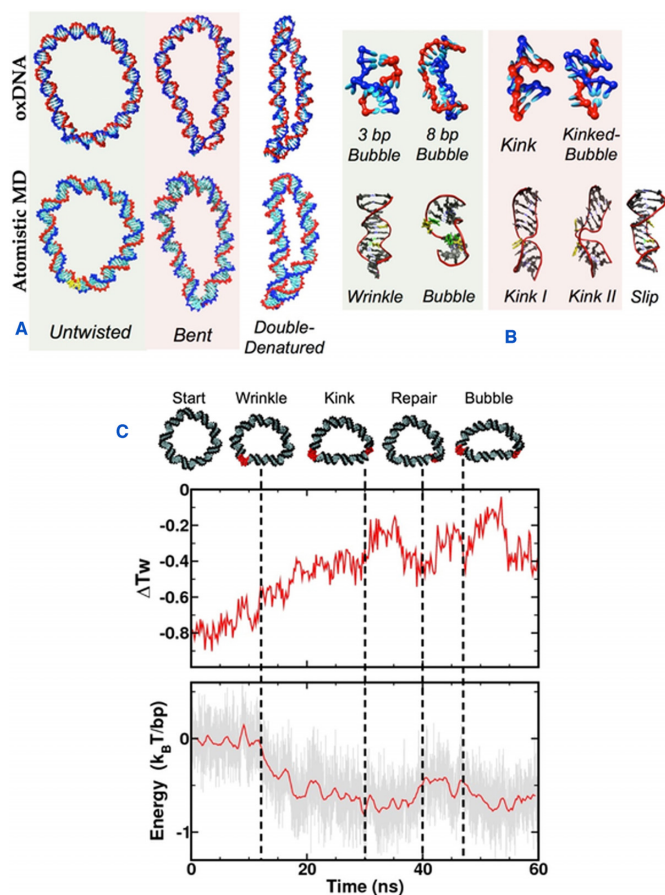 oxDNA
Atomistic MD
A
Untwisted
Bent
Double-
Denatured
3 bp
Bubble
8 bp
Bubble
Kink
Kinked-
Bubble
Wrinkle
Bubble
Kink I
Kink II
Slip
B
C
Start
Wrinkle
Kink
Repair
Bubble
0
-0.2
-0.4
-0.6
-0.8
ΔTw
0
-1
Energy (kBT/bp)
0
20
40
60
Time (ns)